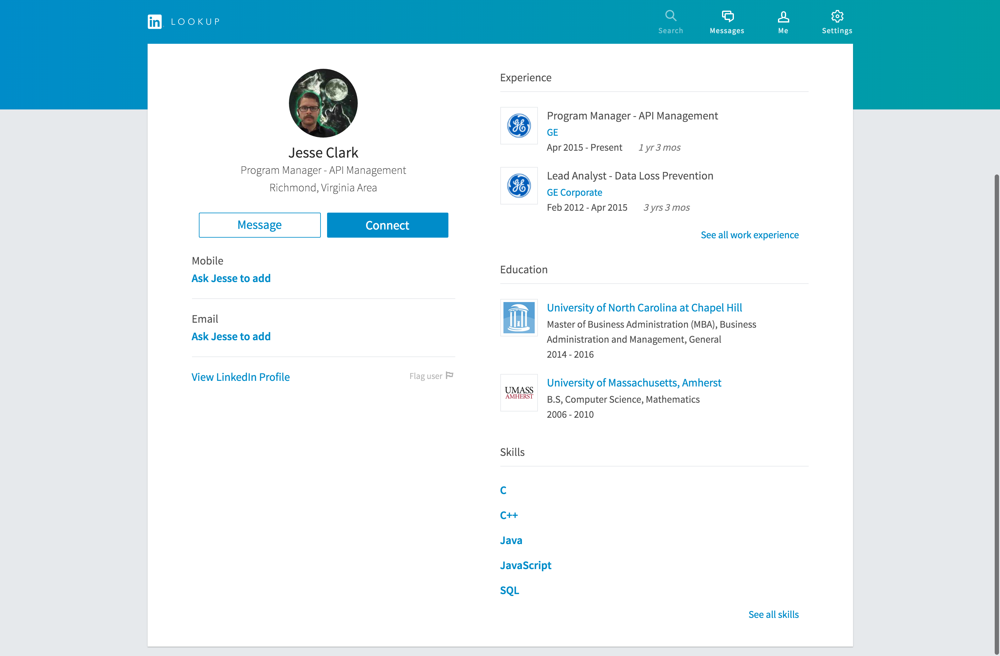 in LOOKUP
Search
Messages
Me
Settings
Jesse Clark
Program Manager - API Management
Richmond, Virginia Area
Message
Connect
Mobile
Ask Jesse to add
Email
Ask Jesse to add
View LinkedIn Profile
Flag user
Experience
Program Manager - API Management
GE
Apr 2015 - Present 1 yr 3 mos
Lead Analyst - Data Loss Prevention
GE Corporate
Feb 2012 - Apr 2015 3 yrs 3 mos
See all work experience
Education
University of North Carolina at Chapel Hill
Master of Business Administration (MBA), Business
Administration and Management, General
2014 - 2016
UMASS
AMHERST
University of Massachusetts, Amherst
B.S, Computer Science, Mathematics
2006 - 2010
Skills
C
C++
Java
JavaScript
SQL
See all skills